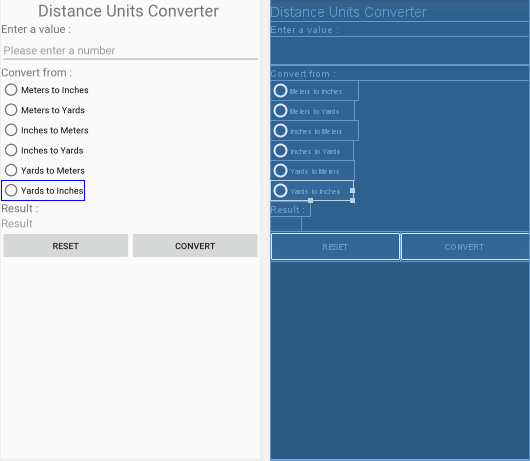 Distance Units Converter
Enter a value :
Please enter a number
Convert from :
Meters to Inches
Meters to Yards
Inches to Meters
Inches to Yards
Yards to Meters
Yards to Inches
Result :
Result
RESET CONVERT
Distance Units Converter
Enter a value :
Convert from :
Meters to Inches
Meters to Yards
Inches to Meters
Inches to Yards
Yards to Meters
Yards to Inches
Result :
RESET CONVERT